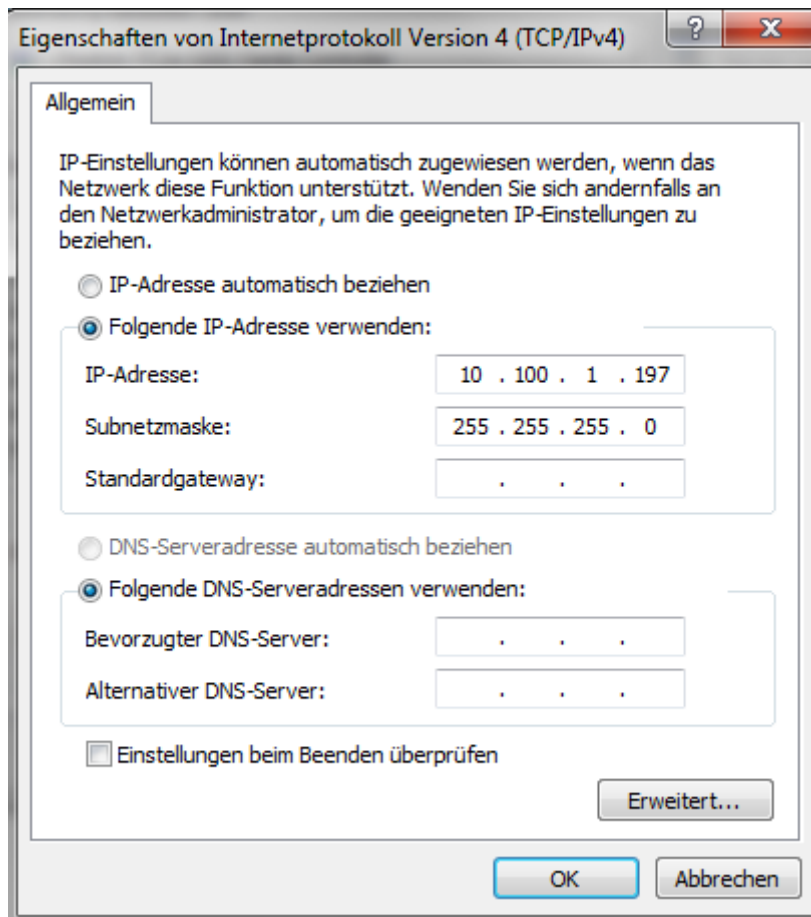 Eigenschaften von Internetprotokoll Version 4 (TCP/IPv4)
?
X
Allgemein
IP-Einstellungen können automatisch zugewiesen werden, wenn das
Netzwerk diese Funktion unterstützt. Wenden Sie sich andernfalls an
den Netzwerkadministrator, um die geeigneten IP-Einstellungen zu
beziehen.
IP-Adresse automatisch beziehen
Folgende IP-Adresse verwenden:
IP-Adresse: 10 . 100 . 1 . 197
Subnetzmaske: 255 . 255 . 255 . 0
Standardgateway: . . .
DNS-Serveradresse automatisch beziehen
Folgende DNS-Serveradressen verwenden:
Bevorzugter DNS-Server: . . .
Alternativer DNS-Server: . . .
Einstellungen beim Beenden überprüfen
Erweitert...
OK Abbrechen